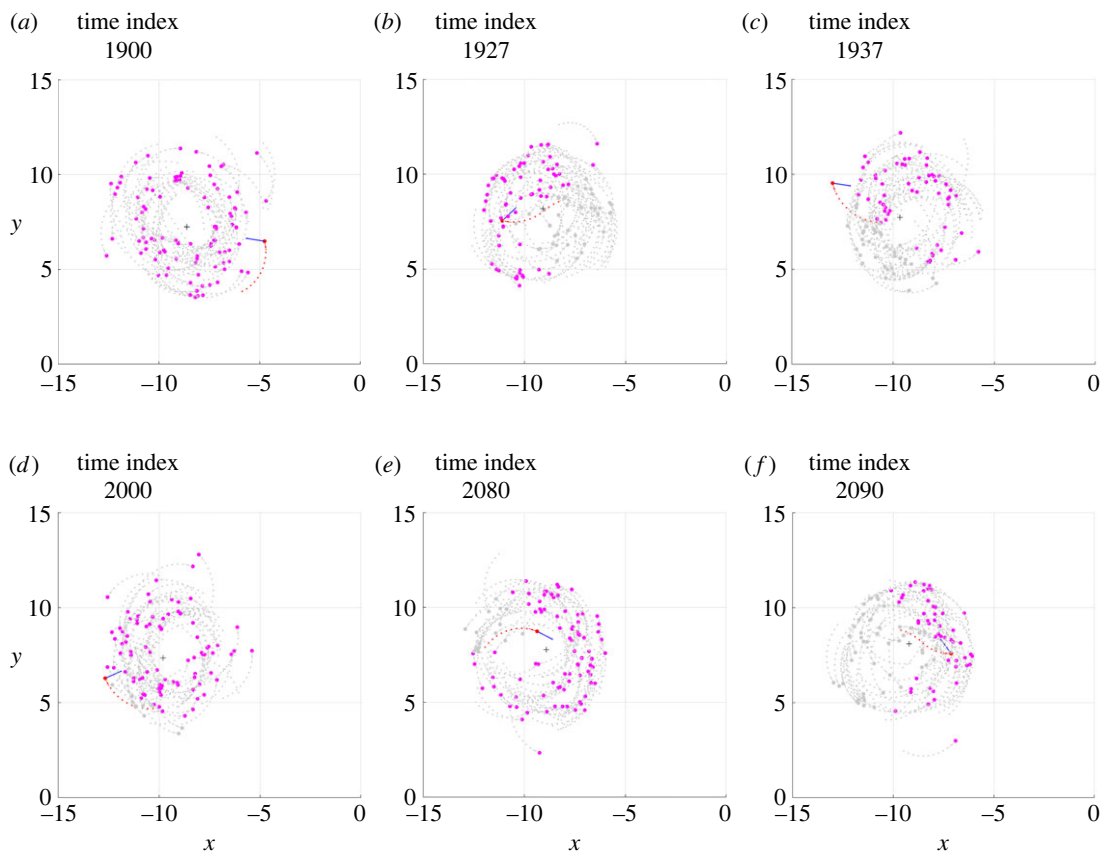 (a) time index
1900
(b) time index
1927
(c) time index
1937
15
10
y
5
0
–15 –10 –5 0
15
10
5
0
–15 –10 –5 0
15
10
5
0
–15 –10 –5 0
(d) time index
2000
(e) time index
2080
(f) time index
2090
15
10
y
5
0
–15 –10 –5 0
x
15
10
5
0
–15 –10 –5 0
x
15
10
5
0
–15 –10 –5 0
x